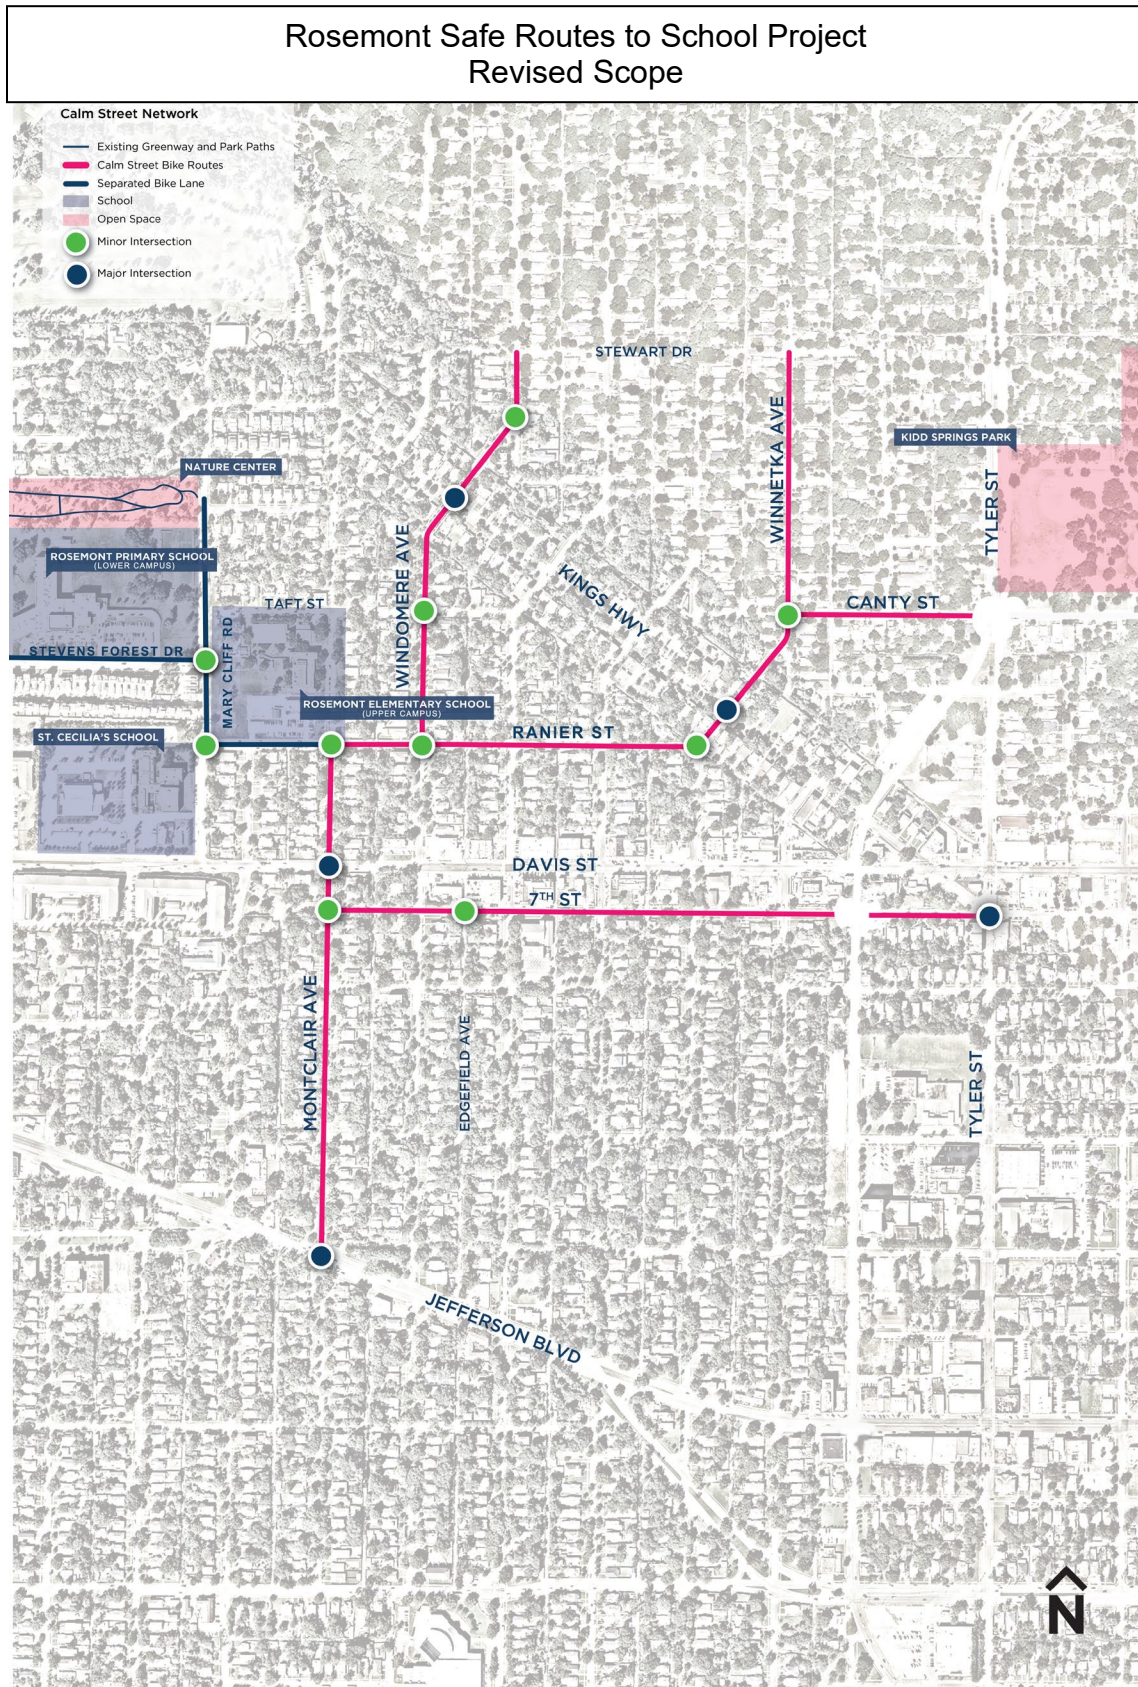 Rosemont Safe Routes to School Project
Revised Scope
Calm Street Network
Existing Greenway and Park Paths
Calm Street Bike Routes
Separated Bike Lane
School
Open Space
Minor Intersection
Major Intersection
STEWART DR
WINNETKA AVE
KIDD SPRINGS PARK
NATURE CENTER
TYLER ST
WINDOMERE AVE
ROSEMONT PRIMARY SCHOOL
(LOWER CAMPUS)
KINGS HWY
TAFT ST
CANTY ST
STEVENS FOREST DR
MARY CLIFF RD
ROSEMONT ELEMENTARY SCHOOL
(UPPER CAMPUS)
ST. CECILIA'S SCHOOL
RANIER ST
DAVIS ST
7TH ST
MONTCLAIR AVE
EDGEFIELD AVE
TYLER ST
JEFFERSON BLVD
N